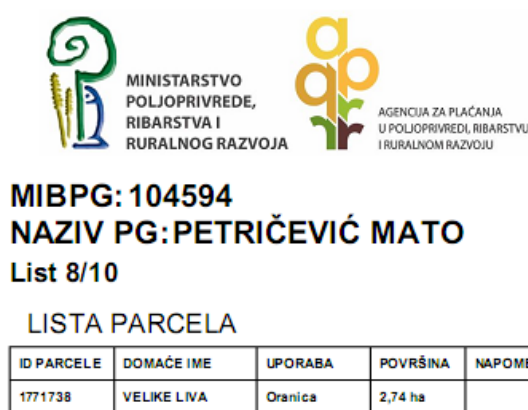 MINISTARSTVO
POLJOPRIVREDE,
RIBARSTVA I
RURALNOG RAZVOJA
AGENCIJA ZA PLAĆANJA
U POLJOPRIVREDI, RIBARSTVU
I RURALNOM RAZVOJU
MIBPG: 104594
NAZIV PG: PETRIČEVIĆ MATO
List 8/10
LISTA PARCELA
ID PARCELE DOMAĆE IME UPORABA POVRŠINA NAPOME
1771738 VELIKE LIVA Oranica 2,74 ha